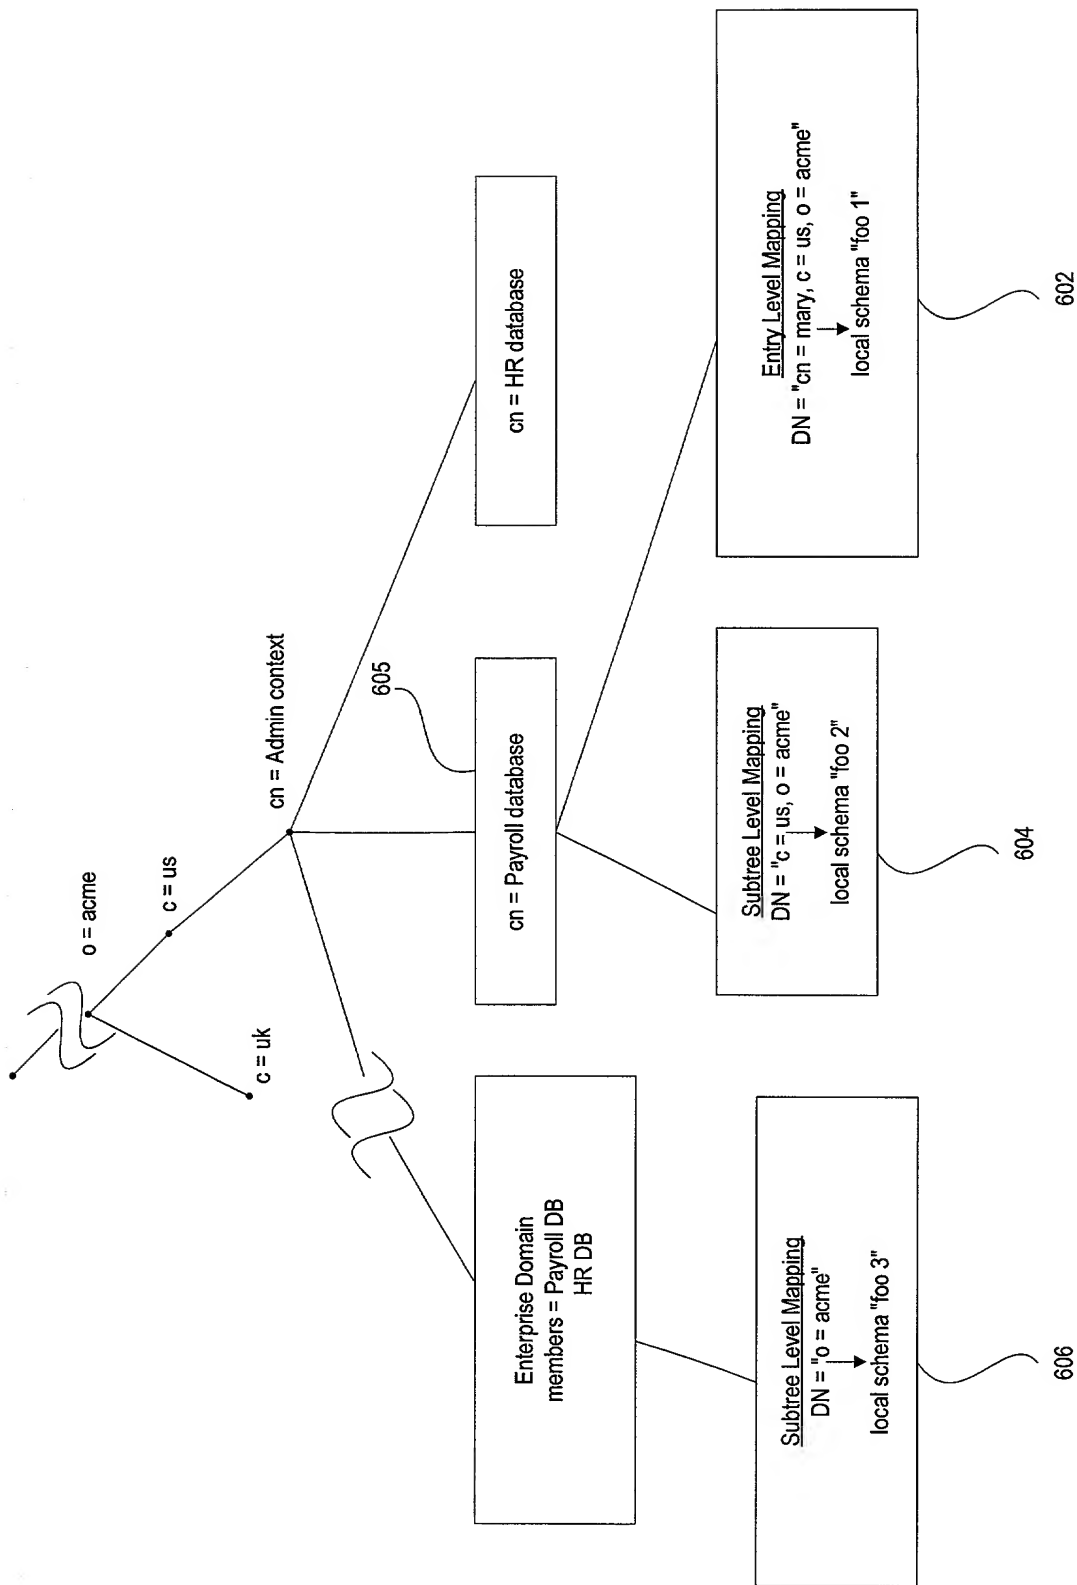 o = acme
c = us
c = uk
cn = Admin context
605
Enterprise Domain
members = Payroll DB
HR DB
cn = Payroll database
cn = HR database
Subtree Level Mapping
DN = "o = acme"
local schema "foo 3"
606
Subtree Level Mapping
DN = "c = us, o = acme"
local schema "foo 2"
604
Entry Level Mapping
DN = "cn = mary, c = us, o = acme"
local schema "foo 1"
602